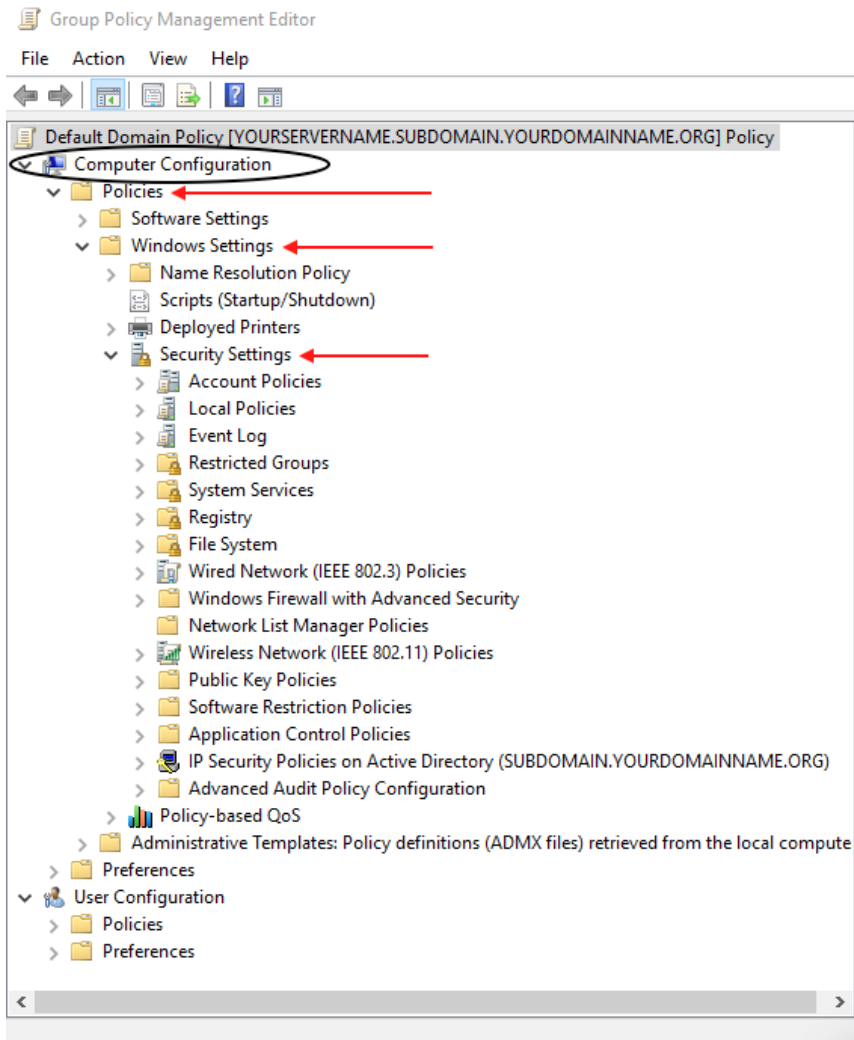 Group Policy Management Editor
File Action View Help
Default Domain Policy [YOURSERVERNAME.SUBDOMAIN.YOURDOMAINNAME.ORG] Policy
Computer Configuration
Policies
Software Settings
Windows Settings
Name Resolution Policy
Scripts (Startup/Shutdown)
Deployed Printers
Security Settings
Account Policies
Local Policies
Event Log
Restricted Groups
System Services
Registry
File System
Wired Network (IEEE 802.3) Policies
Windows Firewall with Advanced Security
Network List Manager Policies
Wireless Network (IEEE 802.11) Policies
Public Key Policies
Software Restriction Policies
Application Control Policies
IP Security Policies on Active Directory (SUBDOMAIN.YOURDOMAINNAME.ORG)
Advanced Audit Policy Configuration
Policy-based QoS
Administrative Templates: Policy definitions (ADMX files) retrieved from the local compute
Preferences
User Configuration
Policies
Preferences